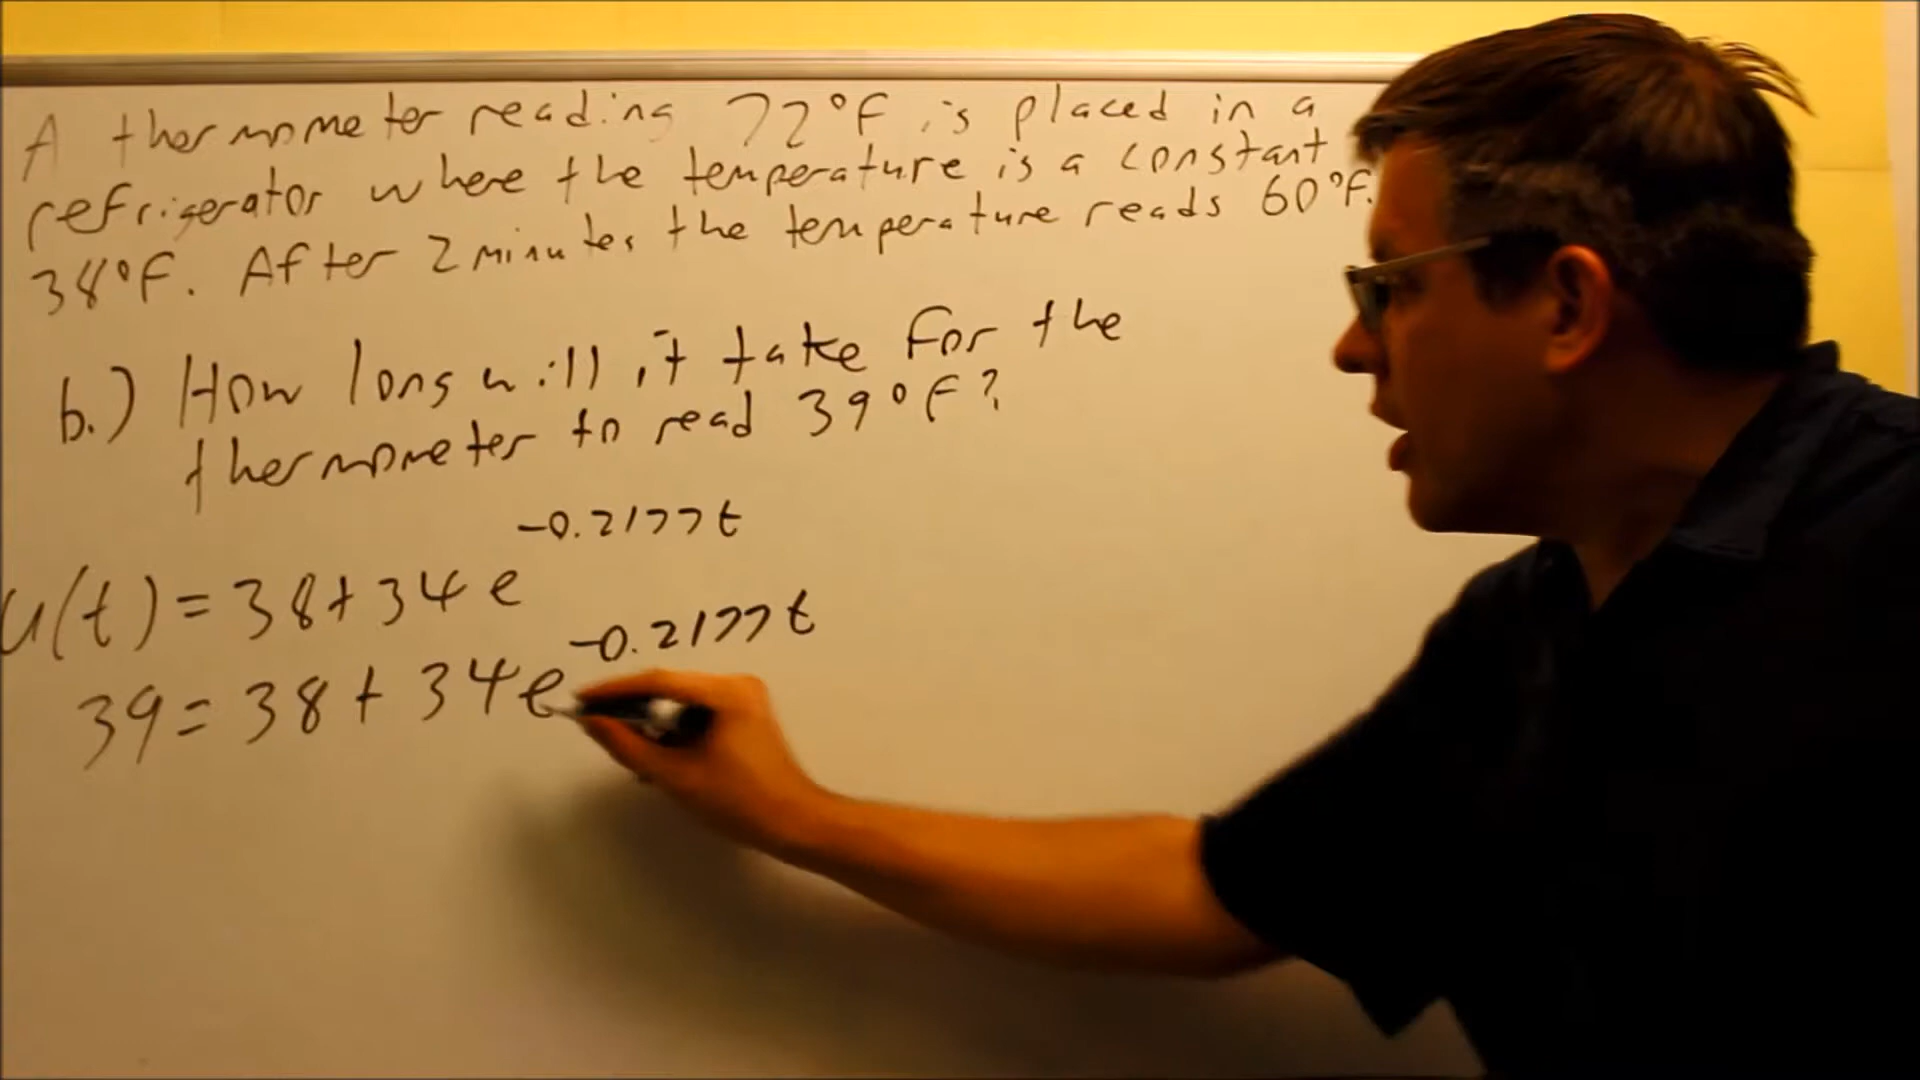 A thermometer reading 72°F is placed in a
refrigerator where the temperature is a constant
38°F. After 2 minutes the temperature reads 60°F.
b.) How long will it take for the
thermometer to read 39°F?
u(t) = 38 + 34e^-0.2177t
39 = 38 + 34e^-0.2177t